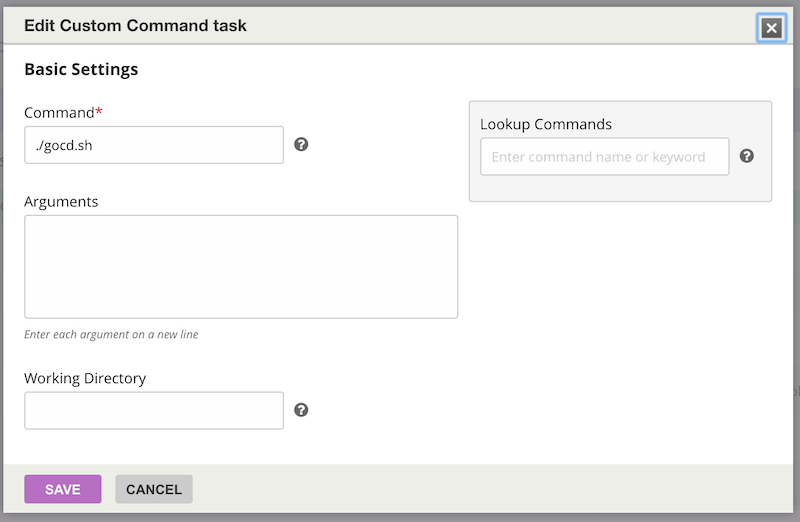 Edit Custom Command task
Basic Settings
Command*
./gocd.sh
Lookup Commands
Enter command name or keyword
Arguments
Enter each argument on a new line
Working Directory
SAVE
CANCEL